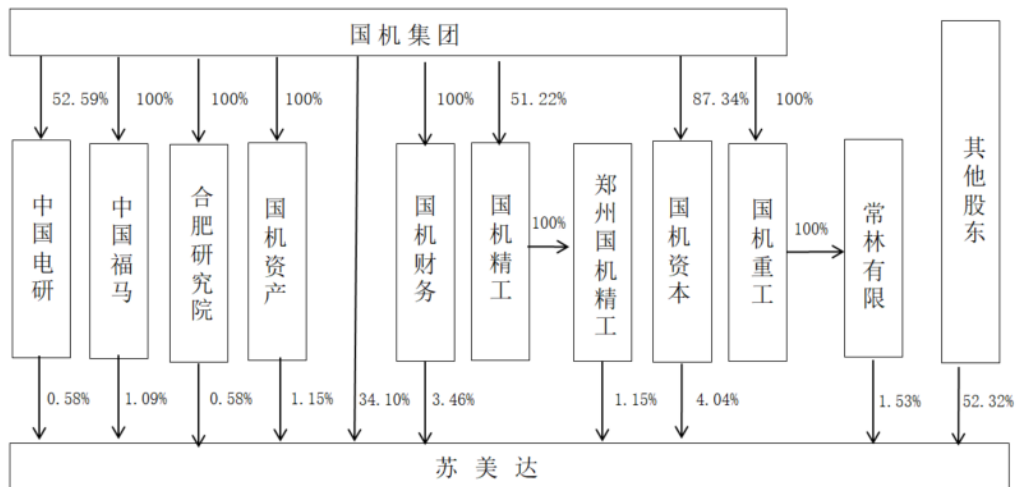 国机集团
52.59%
100%
100%
100%
100%
51.22%
87.34%
100%
中国电研
中国福马
合肥研究院
国机资产
国机财务
国机精工
100%
郑州国机精工
国机资本
国机重工
100%
常林有限
其他股东
0.58%
1.09%
0.58%
1.15%
34.10%
3.46%
1.15%
4.04%
1.53%
52.32%
苏美达